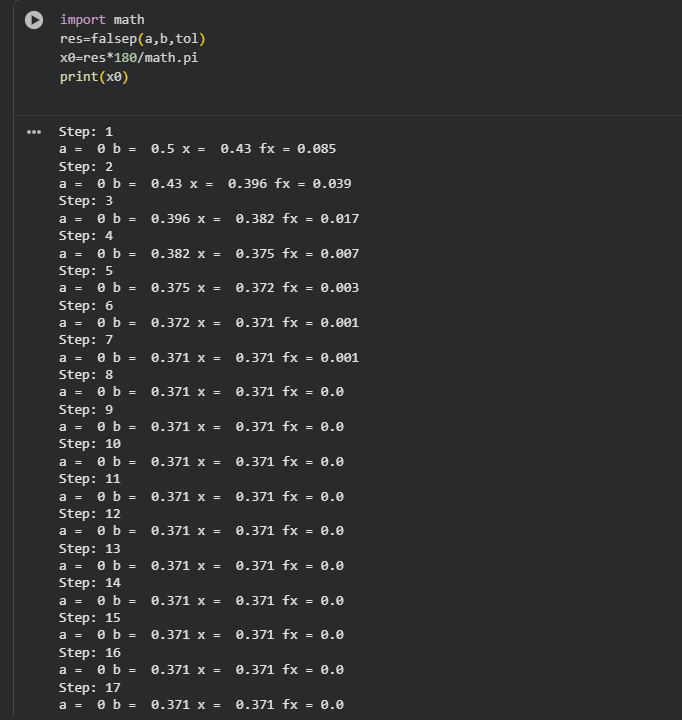 import math
res=falsep(a,b,tol)
x0=res*180/math.pi
print(x0)
Step: 1
a =  0 b =  0.5 x =  0.43 fx = 0.085
Step: 2
a =  0 b =  0.43 x =  0.396 fx = 0.039
Step: 3
a =  0 b =  0.396 x =  0.382 fx = 0.017
Step: 4
a =  0 b =  0.382 x =  0.375 fx = 0.007
Step: 5
a =  0 b =  0.375 x =  0.372 fx = 0.003
Step: 6
a =  0 b =  0.372 x =  0.371 fx = 0.001
Step: 7
a =  0 b =  0.371 x =  0.371 fx = 0.001
Step: 8
a =  0 b =  0.371 x =  0.371 fx = 0.0
Step: 9
a =  0 b =  0.371 x =  0.371 fx = 0.0
Step: 10
a =  0 b =  0.371 x =  0.371 fx = 0.0
Step: 11
a =  0 b =  0.371 x =  0.371 fx = 0.0
Step: 12
a =  0 b =  0.371 x =  0.371 fx = 0.0
Step: 13
a =  0 b =  0.371 x =  0.371 fx = 0.0
Step: 14
a =  0 b =  0.371 x =  0.371 fx = 0.0
Step: 15
a =  0 b =  0.371 x =  0.371 fx = 0.0
Step: 16
a =  0 b =  0.371 x =  0.371 fx = 0.0
Step: 17
a =  0 b =  0.371 x =  0.371 fx = 0.0